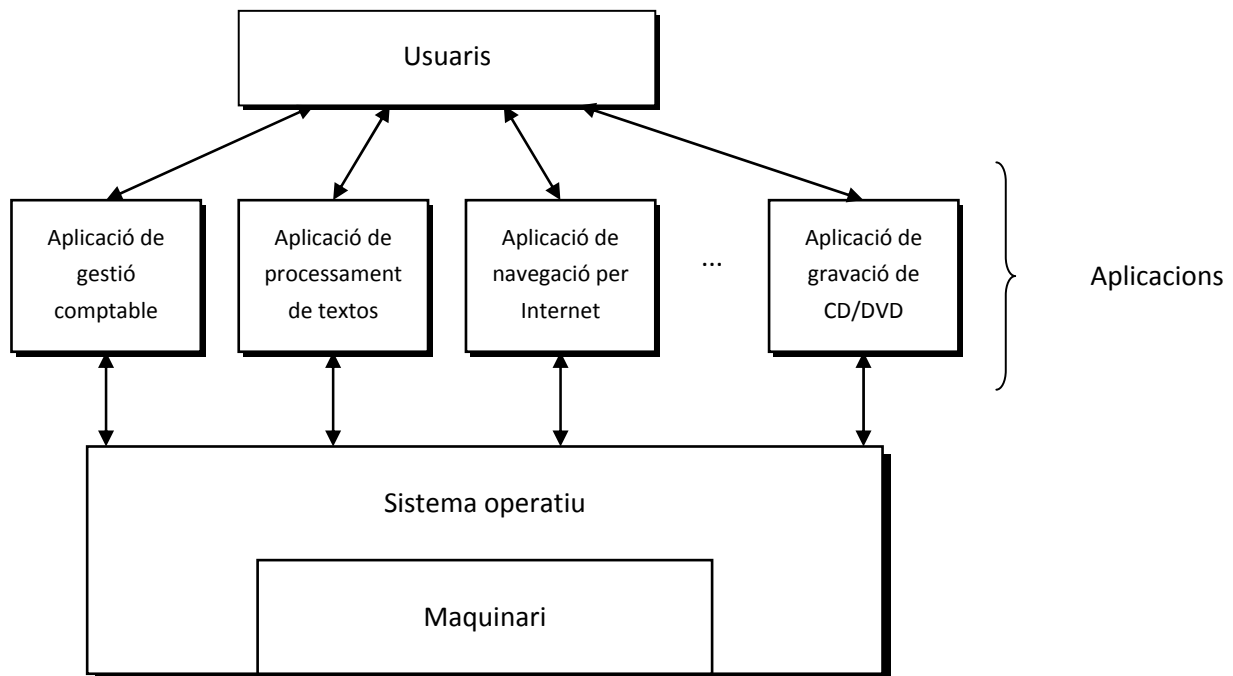 Usuaris
Aplicació de
gestió
comptable
Aplicació de
processament
de textos
Aplicació de
navegació per
Internet
...
Aplicació de
gravació de
CD/DVD
Aplicacions
Sistema operatiu
Maquinari